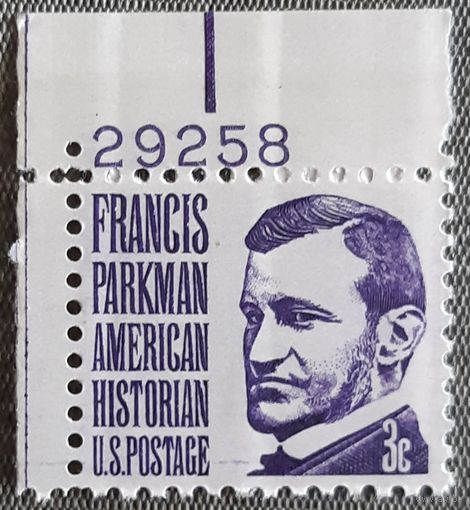 29258
FRANCIS
PARKMAN
AMERICAN
HISTORIAN
U.S.POSTAGE
3c